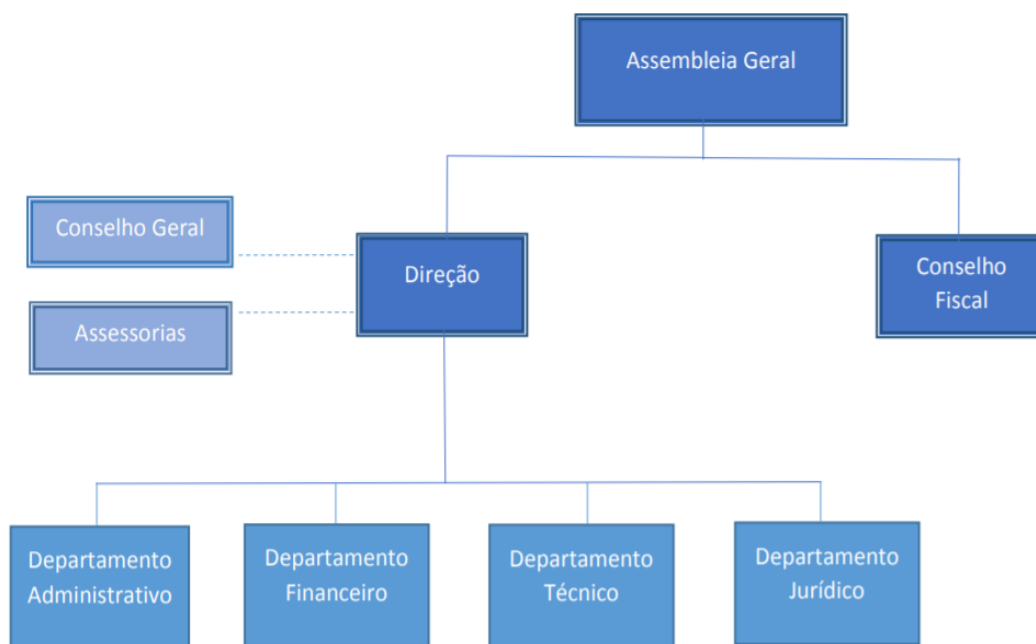 Assembleia Geral
Conselho Geral
Direção
Conselho
Fiscal
Assessorias
Departamento
Administrativo
Departamento
Financeiro
Departamento
Técnico
Departamento
Jurídico